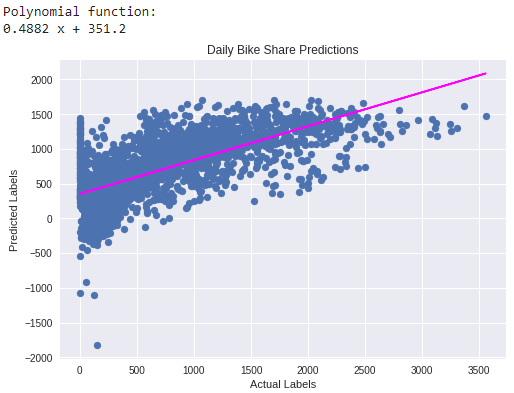 Polynomial function:
0.4882 x + 351.2
Daily Bike Share Predictions
Predicted Labels
2000
1500
1000
500
0
−500
−1000
−1500
−2000
0 500 1000 1500 2000 2500 3000 3500
Actual Labels